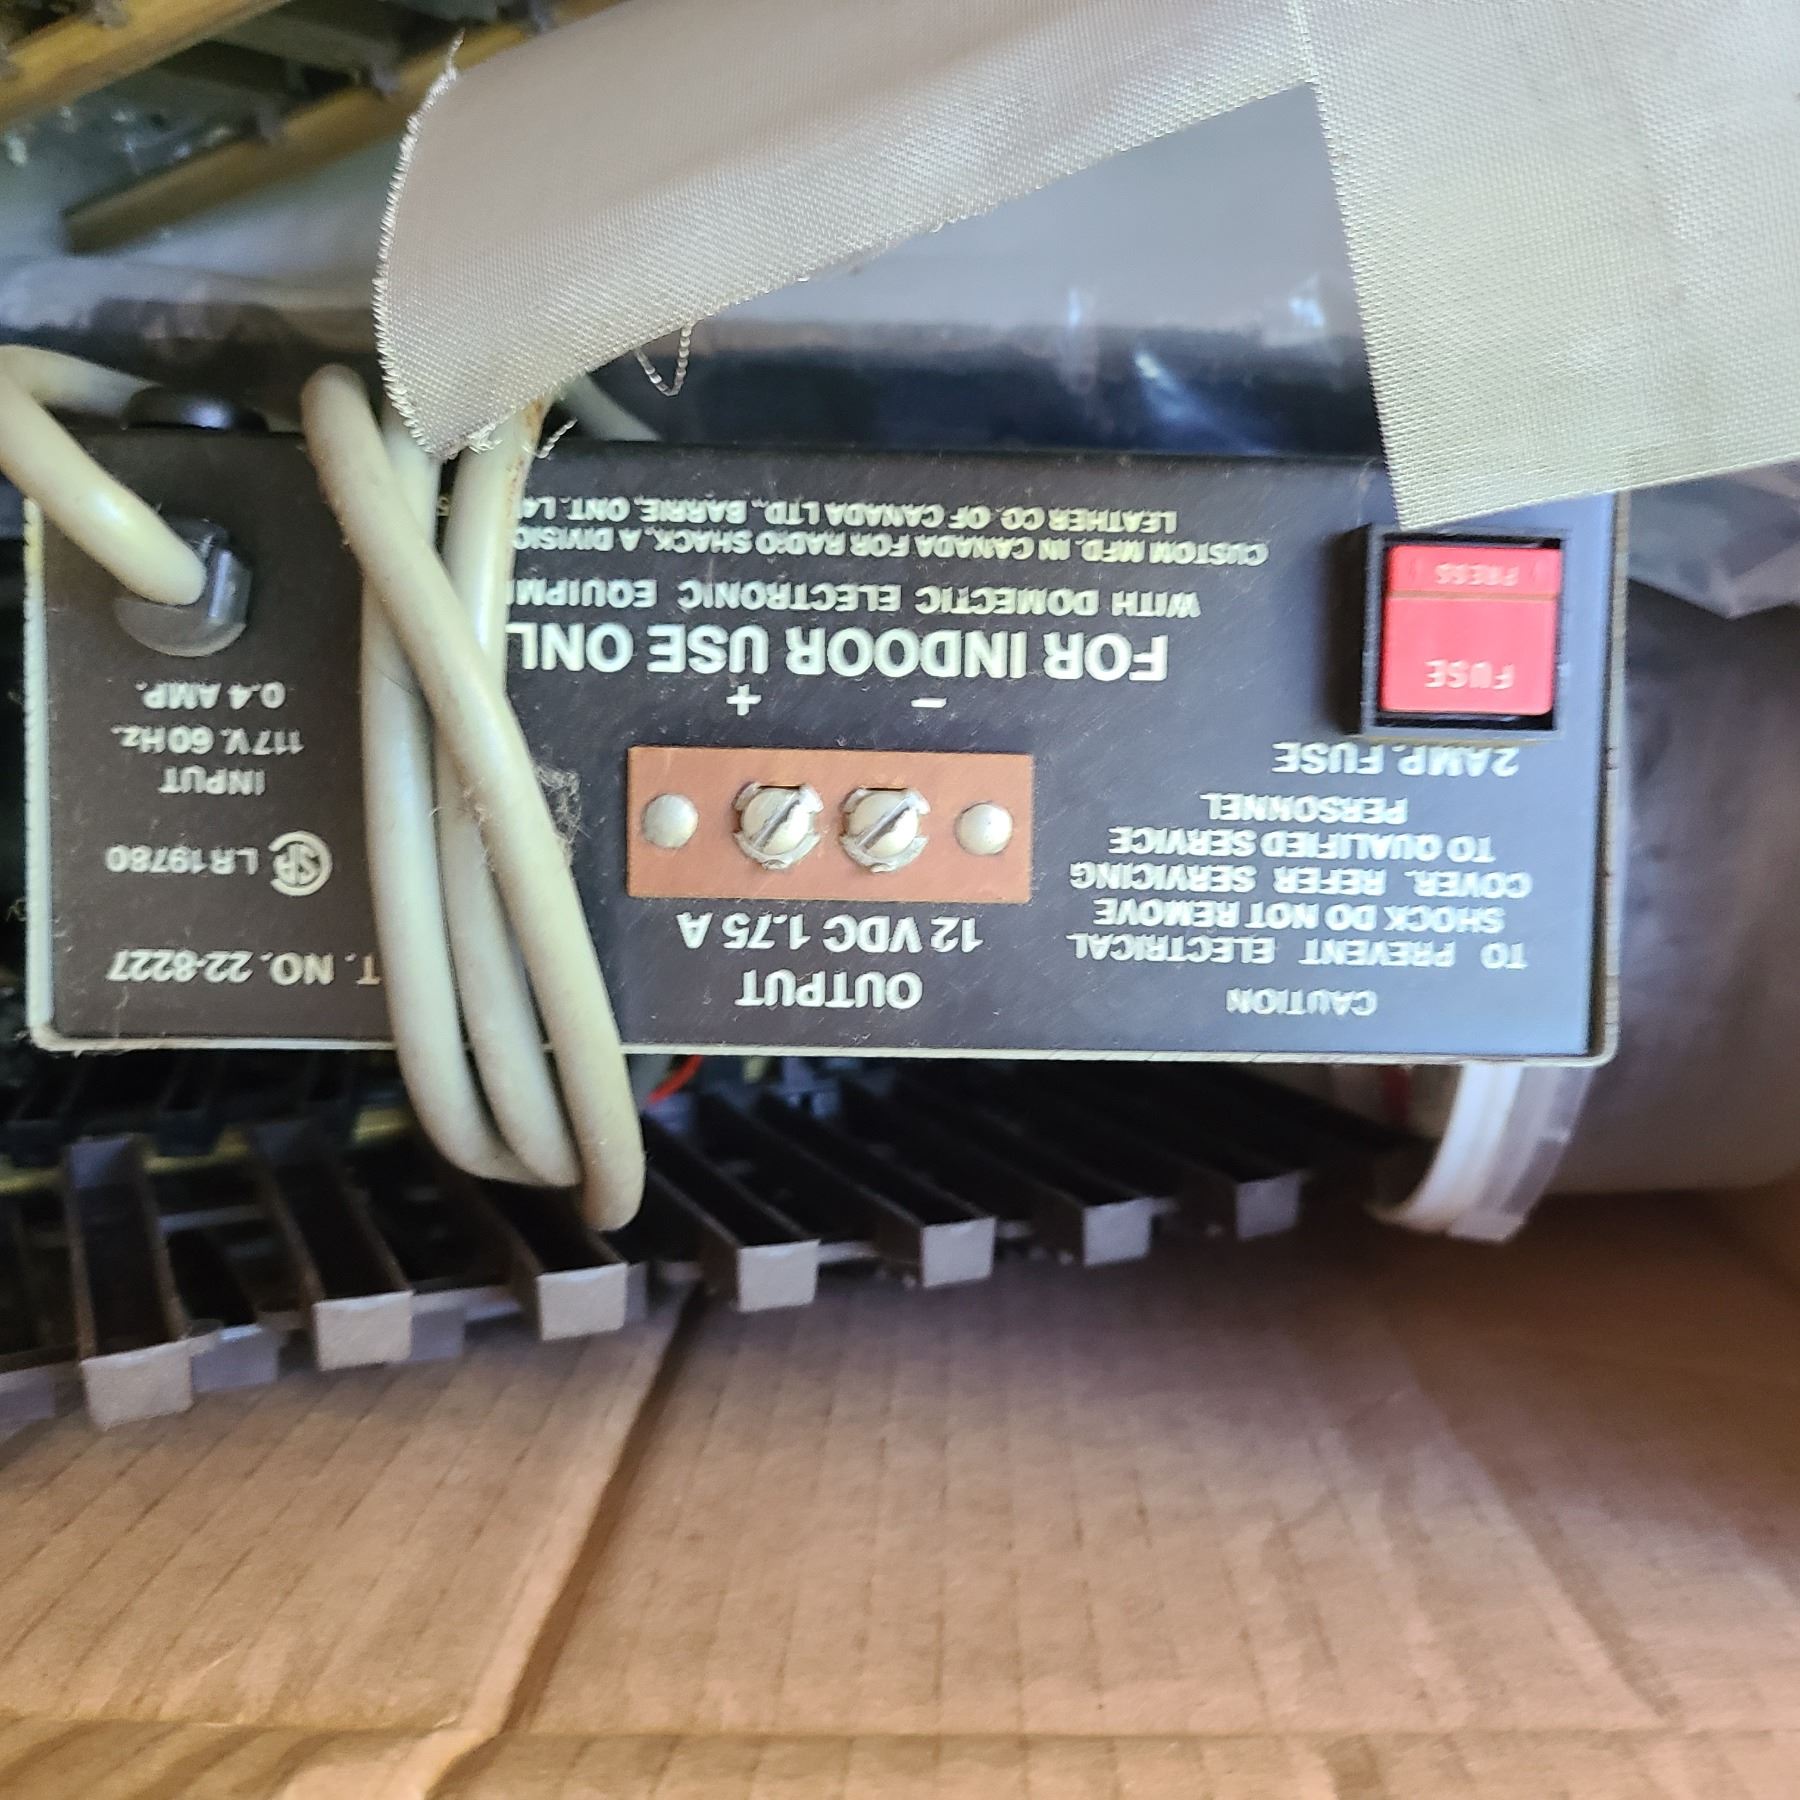 CAUTION
TO PREVENT ELECTRICAL
SHOCK DO NOT REMOVE
COVER. REFER SERVICING
TO QUALIFIED SERVICE
PERSONNEL
2AMP. FUSE
FUSE
PRESS
OUTPUT
12 VDC 1.75 A
− +
FOR INDOOR USE ONL
WITH DOMECTIC ELECTRONIC EQUIPM
CUSTOM MFD. IN CANADA FOR RADIO SHACK, A DIVISIO
LEATHER CO. OF CANADA LTD., BARRIE, ONT. L4
T. NO. 22-8227
SA LR19780
INPUT
117V. 60Hz.
0.4 AMP.